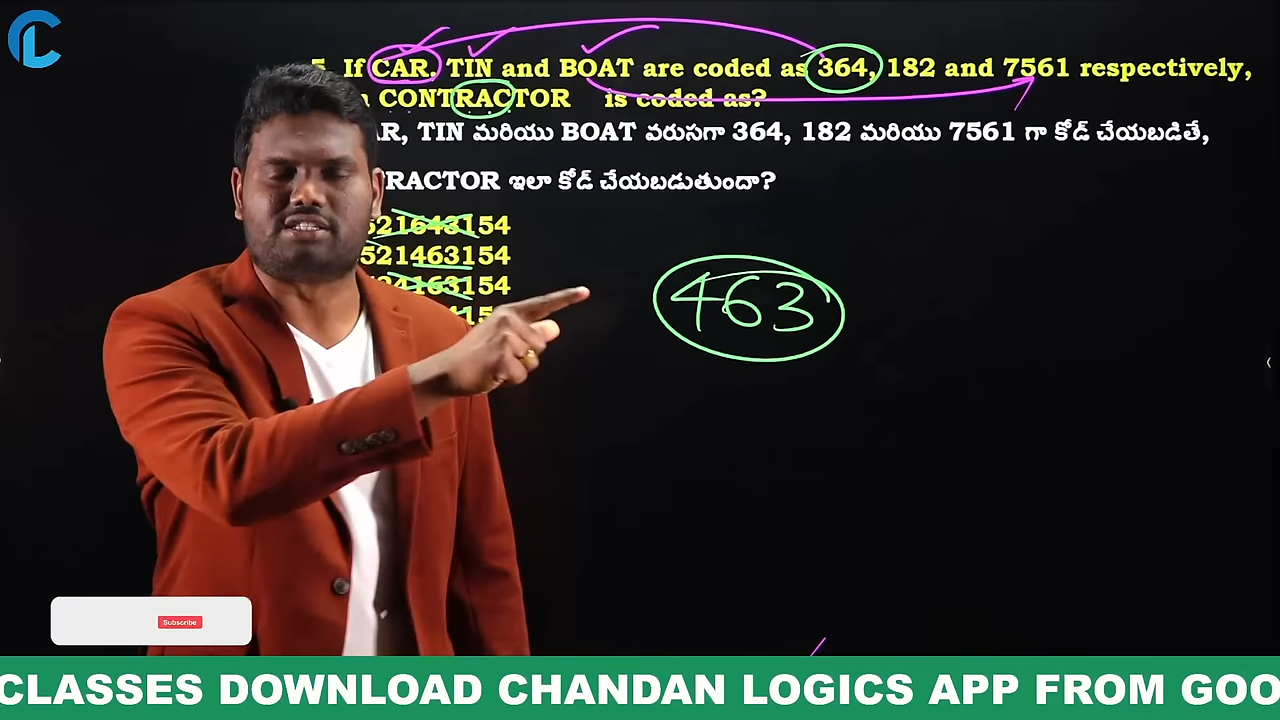 If CAR, TIN and BOAT are coded as 364, 182 and 7561 respectively,
CONTRACTOR is coded as?
AR, TIN మరియు BOAT వరుసగా 364, 182 మరియు 7561 గా కోడ్ చేయబడితే,
TRACTOR ఇలా కోడ్ చేయబడుతుందా?
521643154
521463154
24163154
463
Subscribe
CLASSES DOWNLOAD CHANDAN LOGICS APP FROM GOO